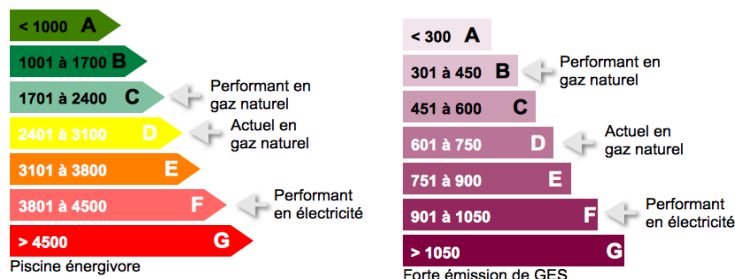 < 1000 A
1001 à 1700 B
1701 à 2400 C
Performant en
gaz naturel
2401 à 3100 D
Actuel en
gaz naturel
3101 à 3800 E
3801 à 4500 F
Performant
en électricité
> 4500 G
Piscine énergivore
< 300 A
301 à 450 B
Performant en
gaz naturel
451 à 600 C
601 à 750 D
Actuel en
gaz naturel
751 à 900 E
901 à 1050 F
Performant
en électricité
> 1050 G
Forte émission de GES